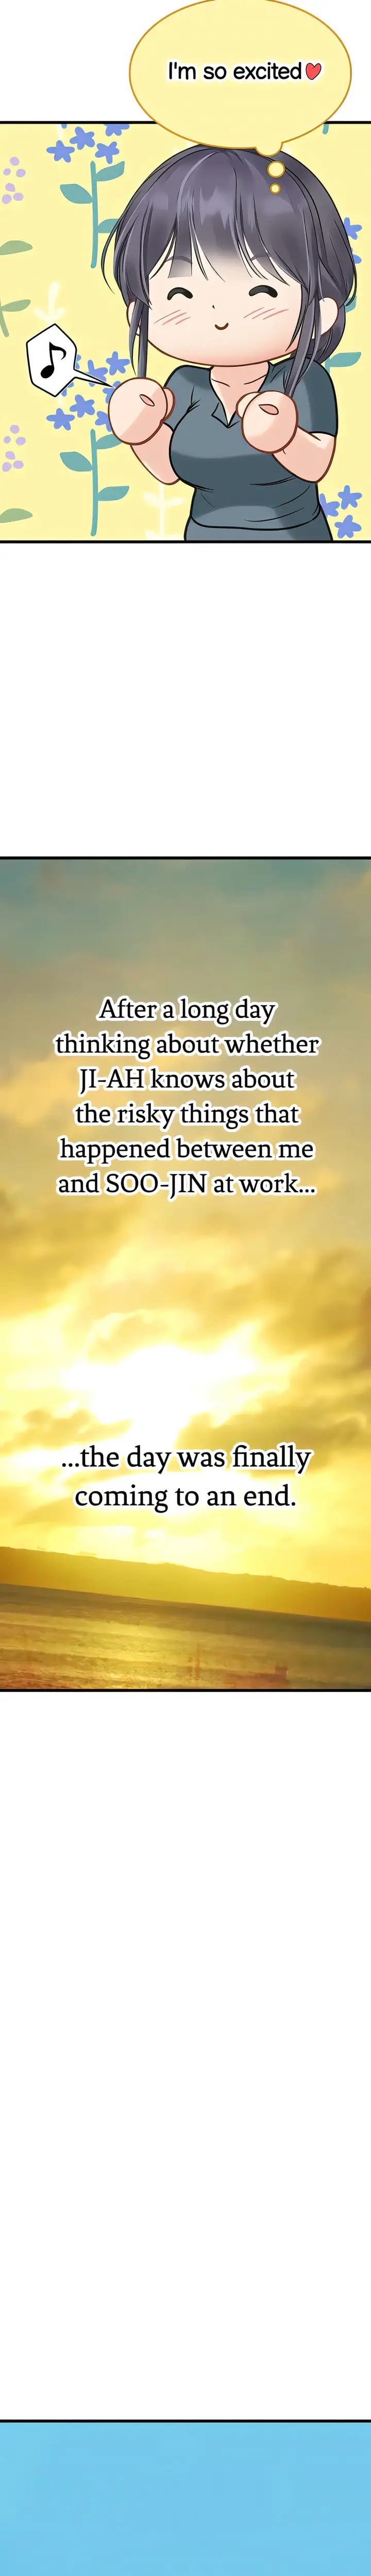 I'm so excited♥
♪
After a long day
thinking about whether
JI-AH knows about
the risky things that
happened between me
and SOO-JIN at work...
...the day was finally
coming to an end.